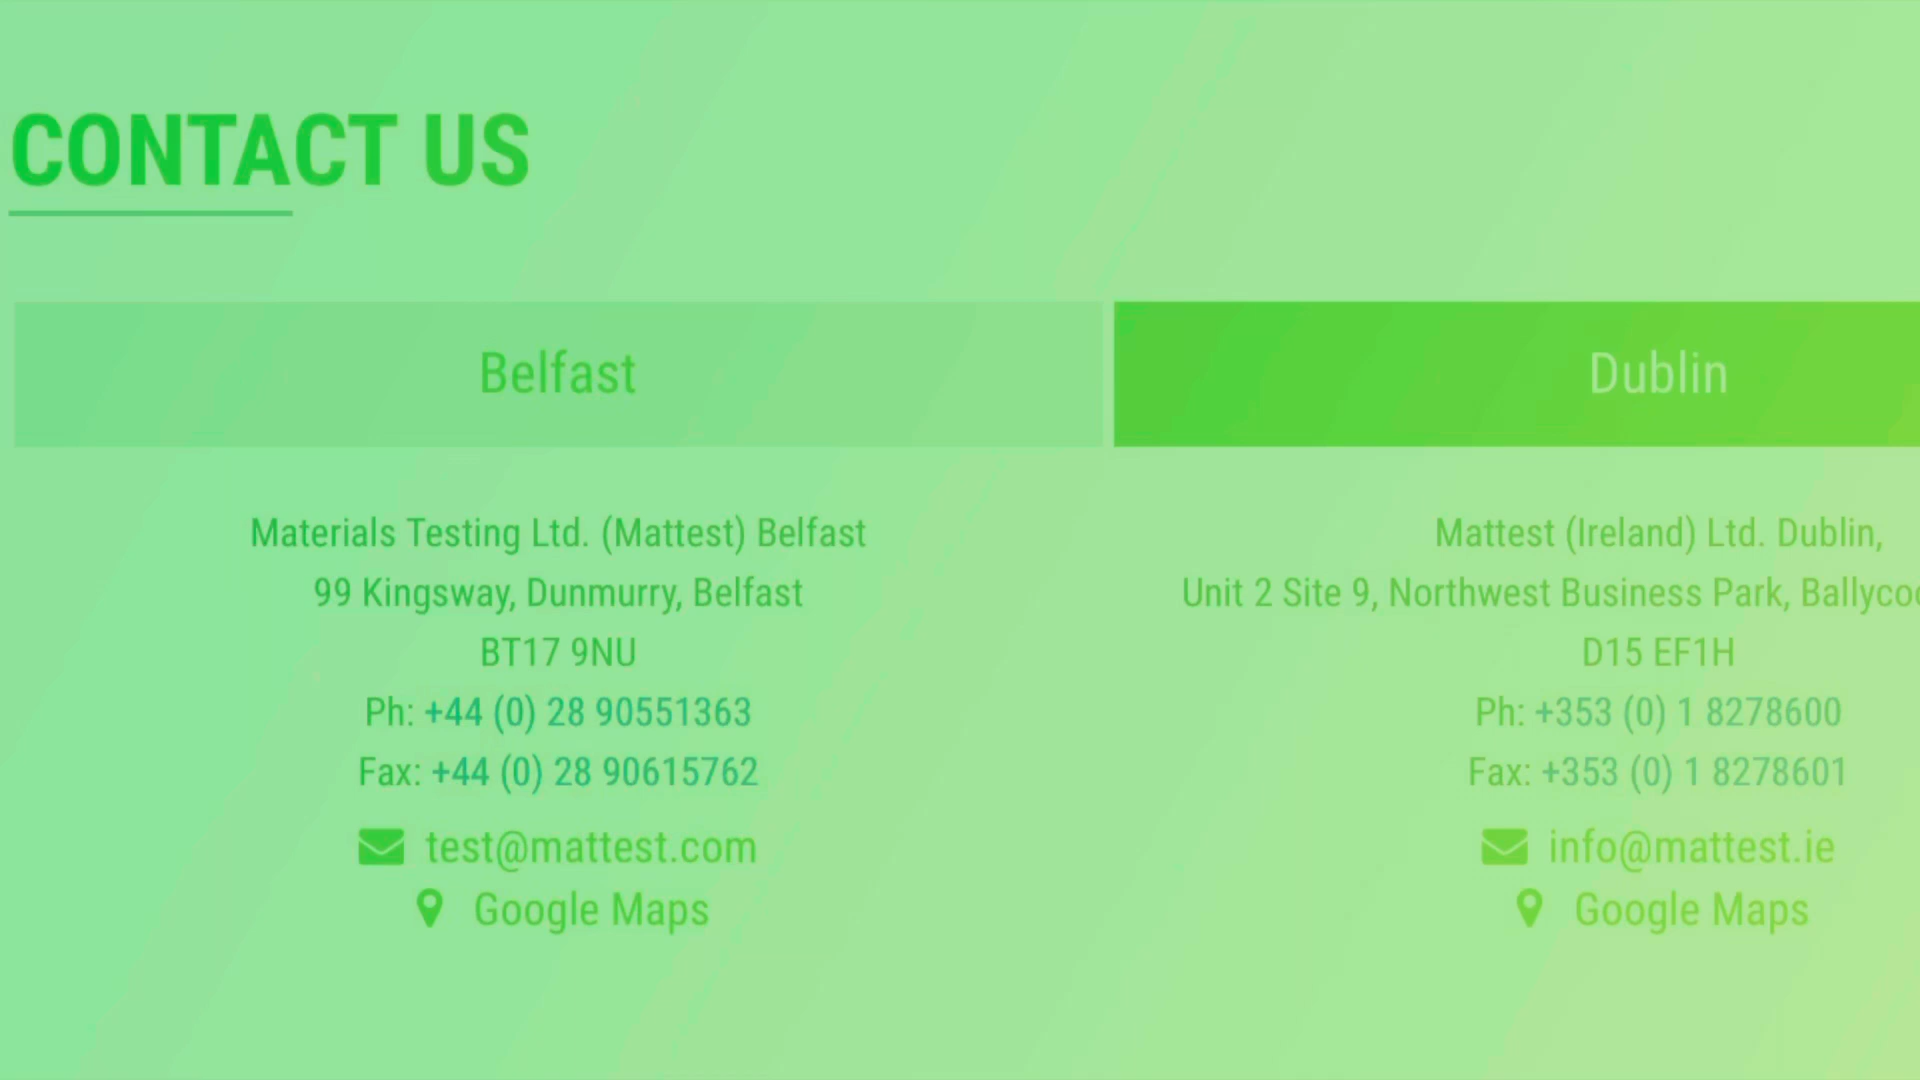 CONTACT US
Belfast
Materials Testing Ltd. (Mattest) Belfast
99 Kingsway, Dunmurry, Belfast
BT17 9NU
Ph: +44 (0) 28 90551363
Fax: +44 (0) 28 90615762
test@mattest.com
Google Maps
Dublin
Mattest (Ireland) Ltd. Dublin,
Unit 2 Site 9, Northwest Business Park,
D15 EF1H
Ph: +353 (0) 1 8278600
Fax: +353 (0) 1 8278601
info@mattest.ie
Google Maps